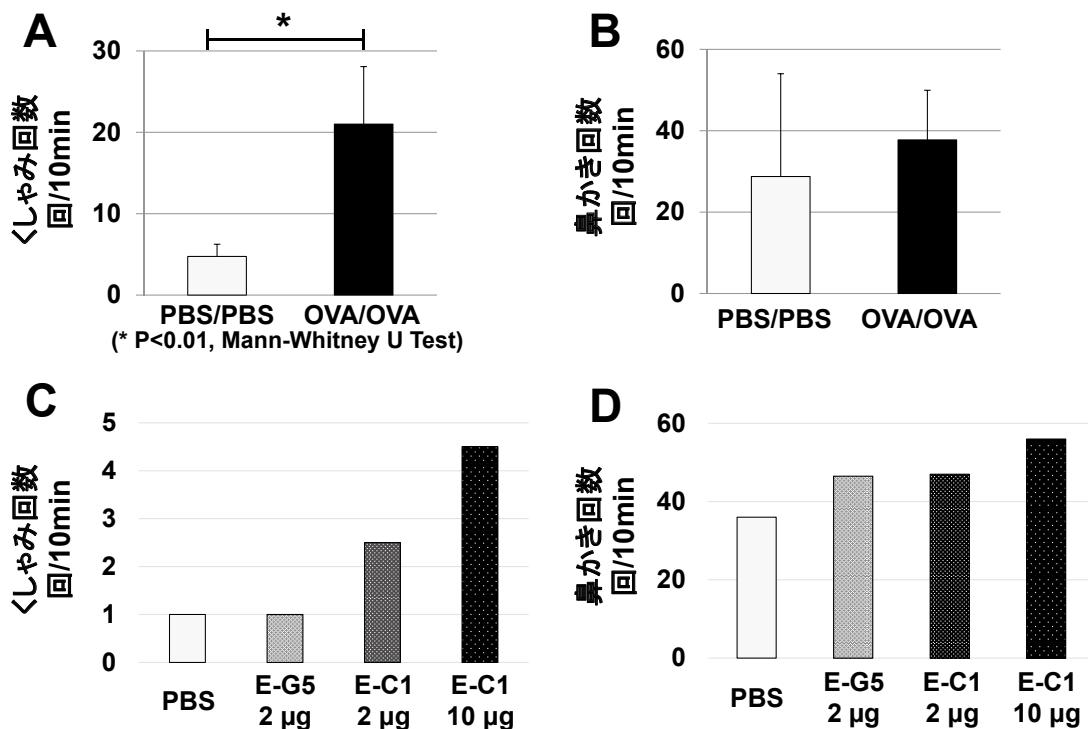 A
*
くしゃみ回数
回/10min
30
20
10
0
PBS/PBS OVA/OVA
(* P<0.01, Mann-Whitney U Test)
B
鼻かき回数
回/10min
60
40
20
0
PBS/PBS OVA/OVA
C
くしゃみ回数
回/10min
5
4
3
2
1
0
PBS E-G5 E-C1 E-C1
2 µg 2 µg 10 µg
D
鼻かき回数
回/10min
60
40
20
0
PBS E-G5 E-C1 E-C1
2 µg 2 µg 10 µg